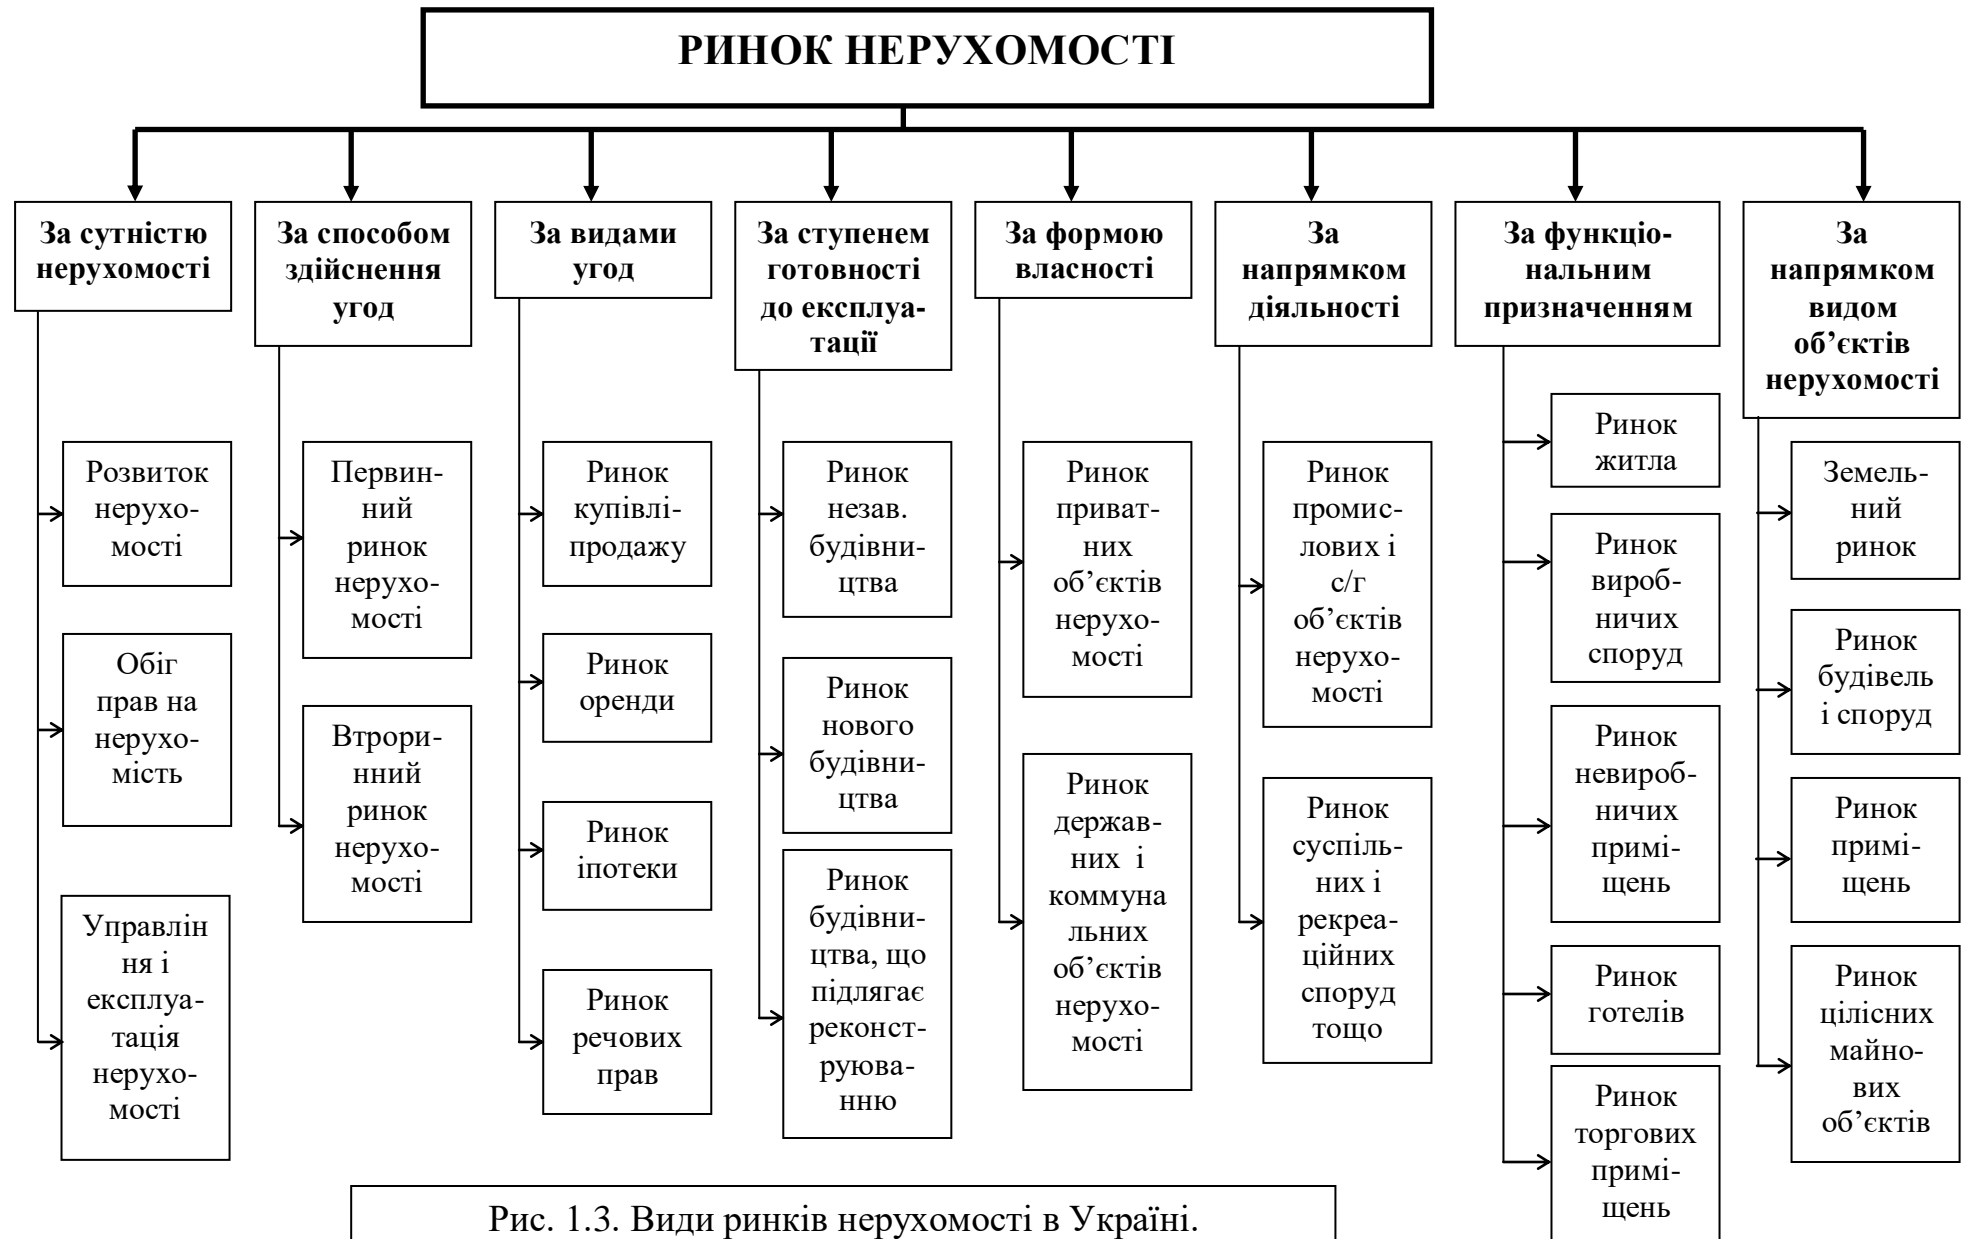 РИНОК НЕРУХОМОСТІ
За сутністю
нерухомості
Розвиток
нерухо-
мості
Обіг
прав на
нерухо-
мість
Управлін
ня і
експлуа-
тація
нерухо-
мості
За способом
здійснення
угод
Первин-
ний
ринок
нерухо-
мості
Втрори-
нний
ринок
нерухо-
мості
За видами
угод
Ринок
купівлі-
продажу
Ринок
оренди
Ринок
іпотеки
Ринок
речових
прав
За ступенем
готовності
до експлуа-
тації
Ринок
незав.
будівни-
цтва
Ринок
нового
будівни-
цтва
Ринок
будівни-
цтва, що
підлягає
реконст-
руюва-
нню
За формою
власності
Ринок
приват-
них
об’єктів
нерухо-
мості
Ринок
держав-
них і
коммуна
льних
об’єктів
нерухо-
мості
За
напрямком
діяльності
Ринок
промис-
лових і
с/г
об’єктів
нерухо-
мості
Ринок
суспіль-
них і
рекреа-
ційних
споруд
тощо
За функціо-
нальним
призначенням
Ринок
житла
Ринок
вироб-
ничих
споруд
Ринок
невироб-
ничих
примі-
щень
Ринок
готелів
Ринок
торгових
примі-
щень
За
напрямком
видом
об’єктів
нерухомості
Земель-
ний
ринок
Ринок
будівель
і споруд
Ринок
примі-
щень
Ринок
цілісних
майно-
вих
об’єктів
Рис. 1.3. Види ринків нерухомості в Україні.